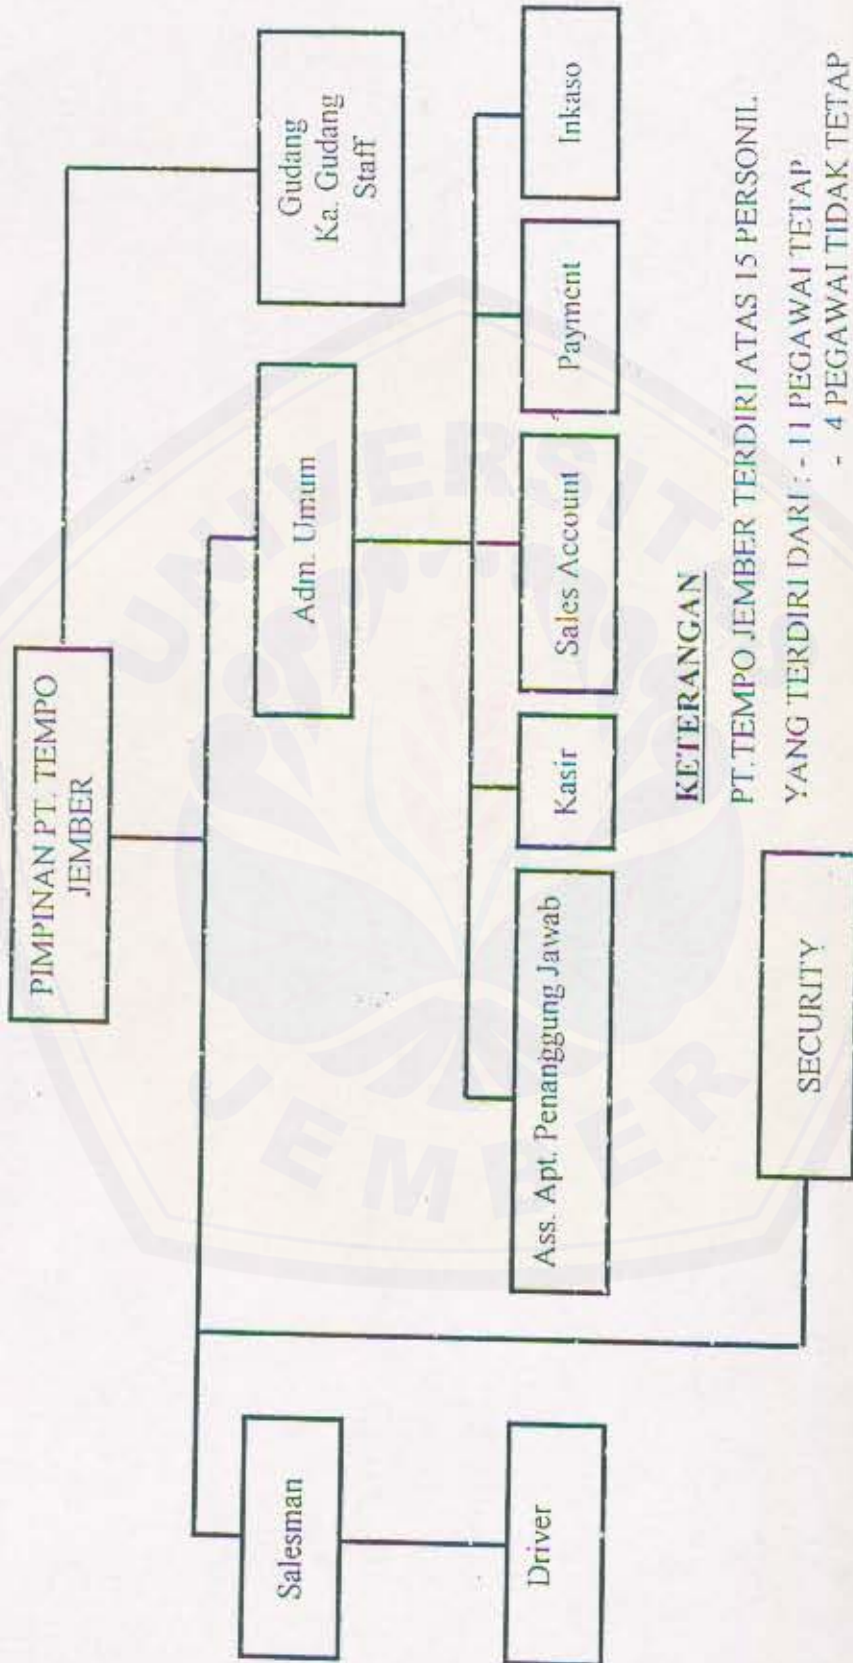 PIMPINAN PT. TEMPO
JEMBER
Salesman
Adm. Umum
Gudang
Ka. Gudang
Staff
Driver
Ass. Apt. Penanggung Jawab
Kasir
Sales Account
Payment
Inkaso
SECURITY
KETERANGAN
PT.TEMPO JEMBER TERDIRI ATAS 15 PERSONIL.
YANG TERDIRI DARI : - 11 PEGAWAI TETAP
- 4 PEGAWAI TIDAK TETAP
UNIVERSITAS
JEMBER